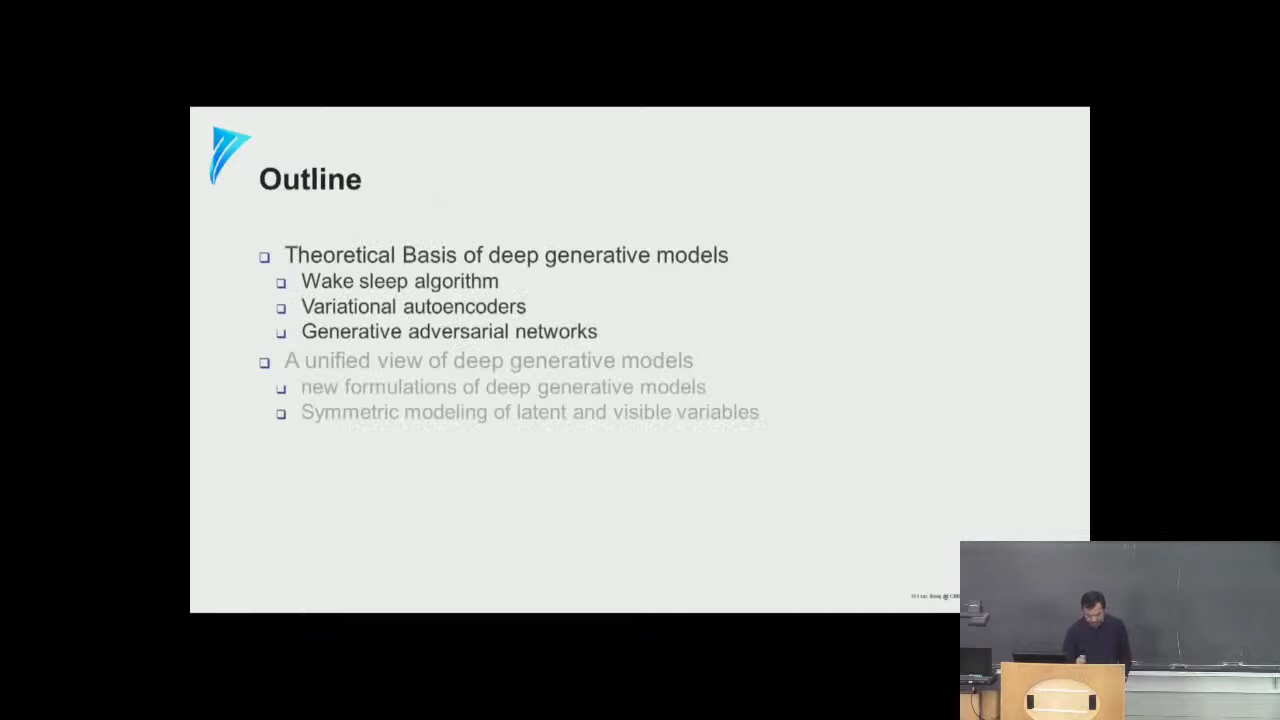 Outline
Theoretical Basis of deep generative models
Wake sleep algorithm
Variational autoencoders
Generative adversarial networks
A unified view of deep generative models
new formulations of deep generative models
Symmetric modeling of latent and visible variables